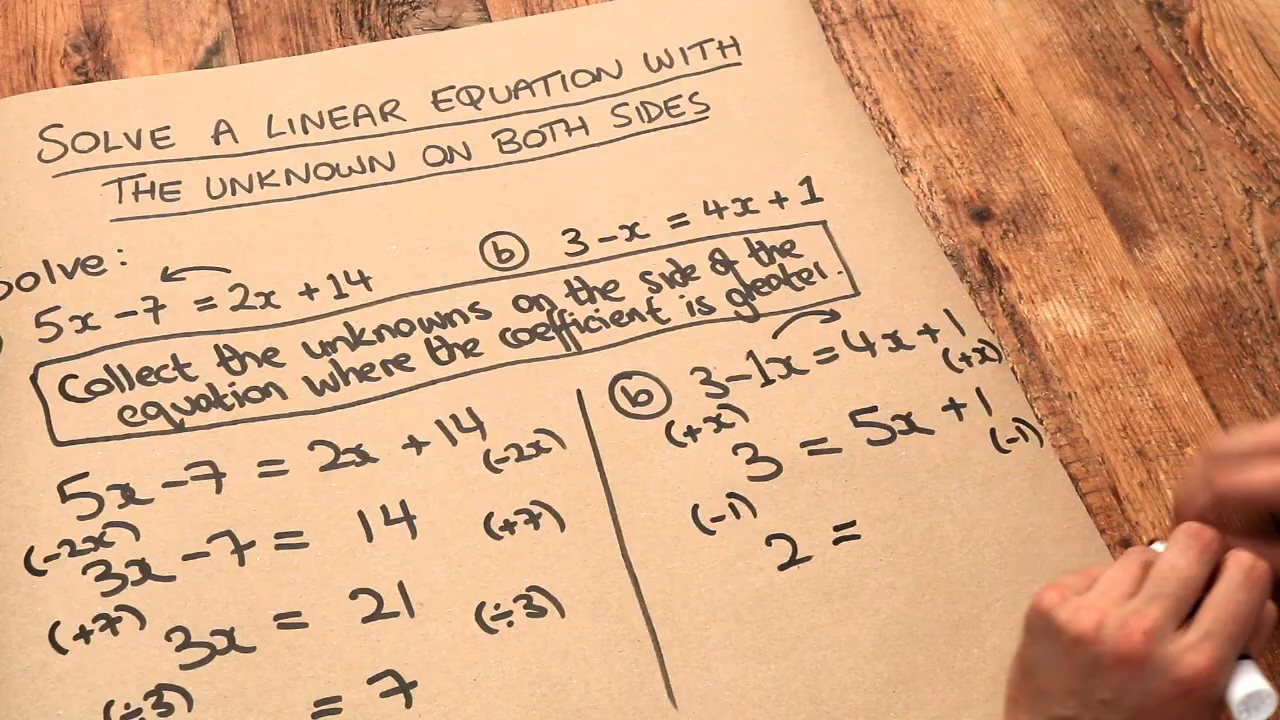 SOLVE A LINEAR EQUATION WITH
THE UNKNOWN ON BOTH SIDES
Solve:
5x - 7 = 2x + 14
b 3 - x = 4x + 1
Collect the unknowns on the side of the
equation where the coefficient is greater.
5x - 7 = 2x + 14
(-2x) (-2x)
3x - 7 = 14
(+7) (+7)
3x = 21
(÷3) (÷3)
= 7
b 3 - 1x = 4x + 1
(+x) (+x)
3 = 5x + 1
(-1) (-1)
2 =